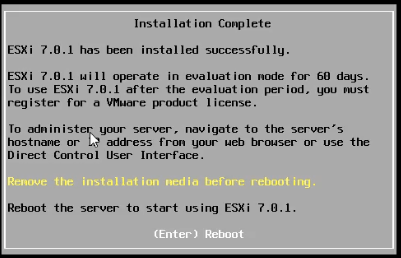 Installation Complete
ESXi 7.0.1 has been installed successfully.
ESXi 7.0.1 will operate in evaluation mode for 60 days.
To use ESXi 7.0.1 after the evaluation period, you must
register for a VMware product license.
To administer your server, navigate to the server's
hostname or IP address from your web browser or use the
Direct Control User Interface.
Remove the installation media before rebooting.
Reboot the server to start using ESXi 7.0.1.
(Enter) Reboot